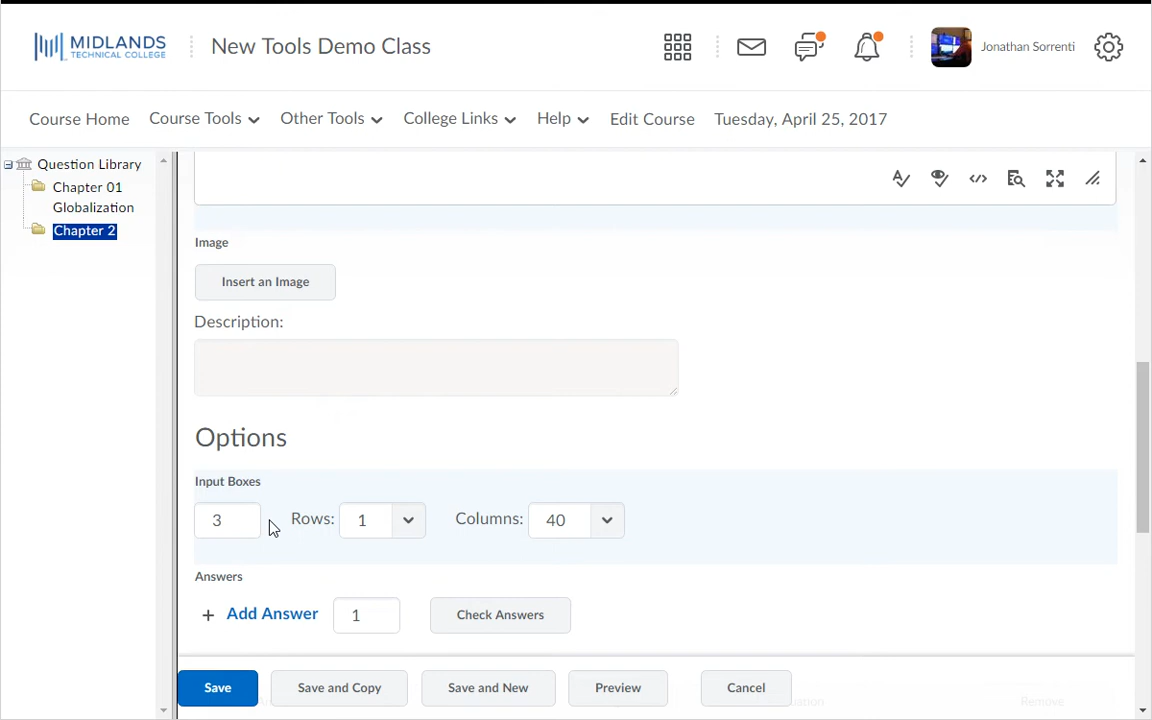 MIDLANDS
TECHNICAL COLLEGE
New Tools Demo Class
Jonathan Sorrenti
Course Home Course Tools Other Tools College Links Help Edit Course Tuesday, April 25, 2017
Question Library
Chapter 01
Globalization
Chapter 2
Image
Insert an Image
Description:
Options
Input Boxes
3 Rows: 1 Columns: 40
Answers
+ Add Answer 1 Check Answers
Save Save and Copy Save and New Preview Cancel
Remove